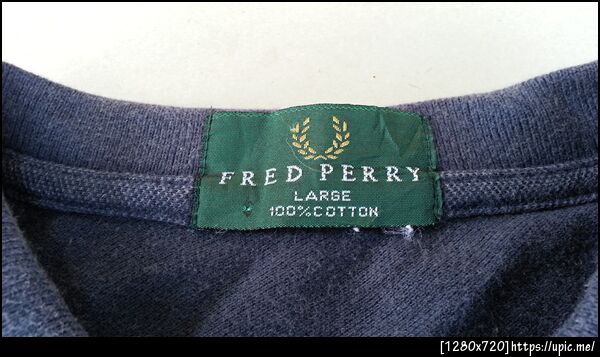 FRED PERRY
LARGE
100%COTTON
[1280x720]https://upic.me/